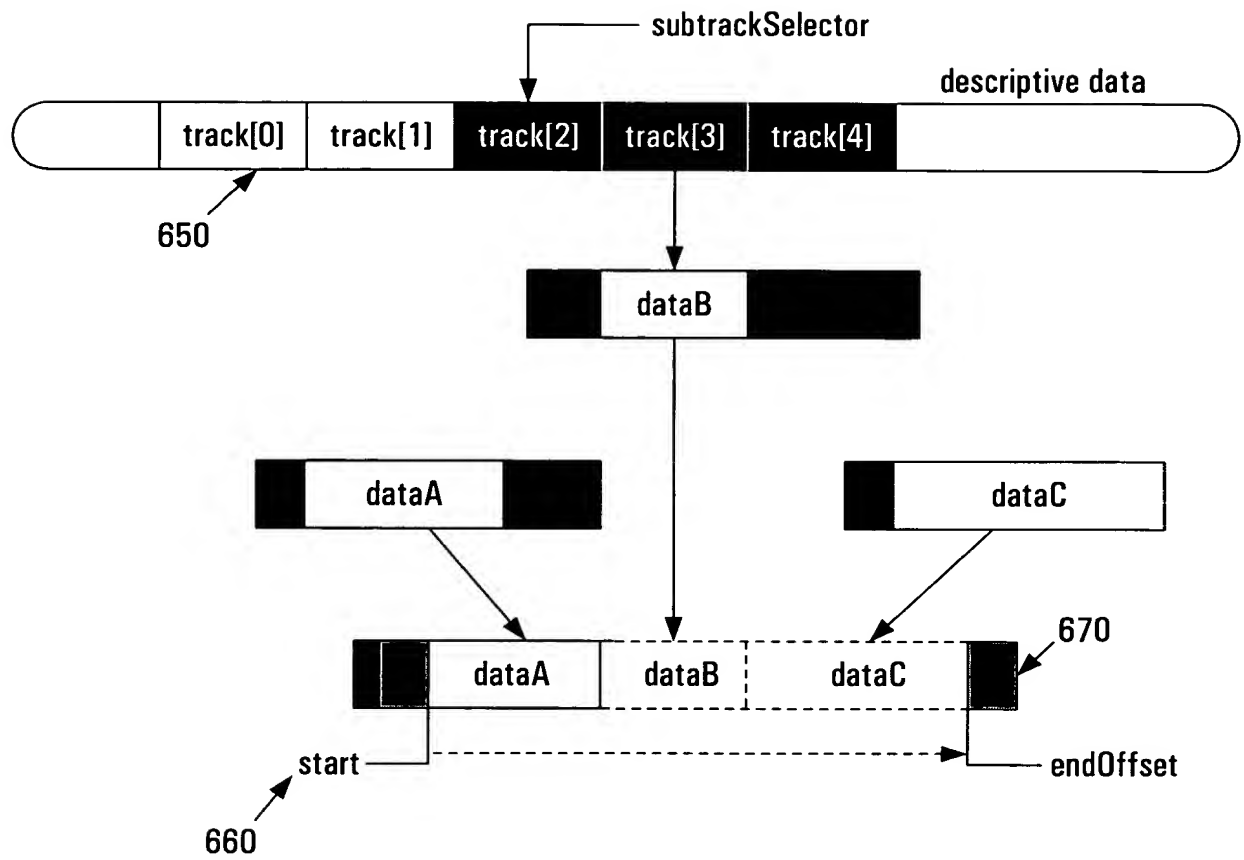 subtrackSelector
descriptive data
track[0] track[1] track[2] track[3] track[4]
650
dataB
dataA dataC
670
dataA dataB dataC
start endOffset
660